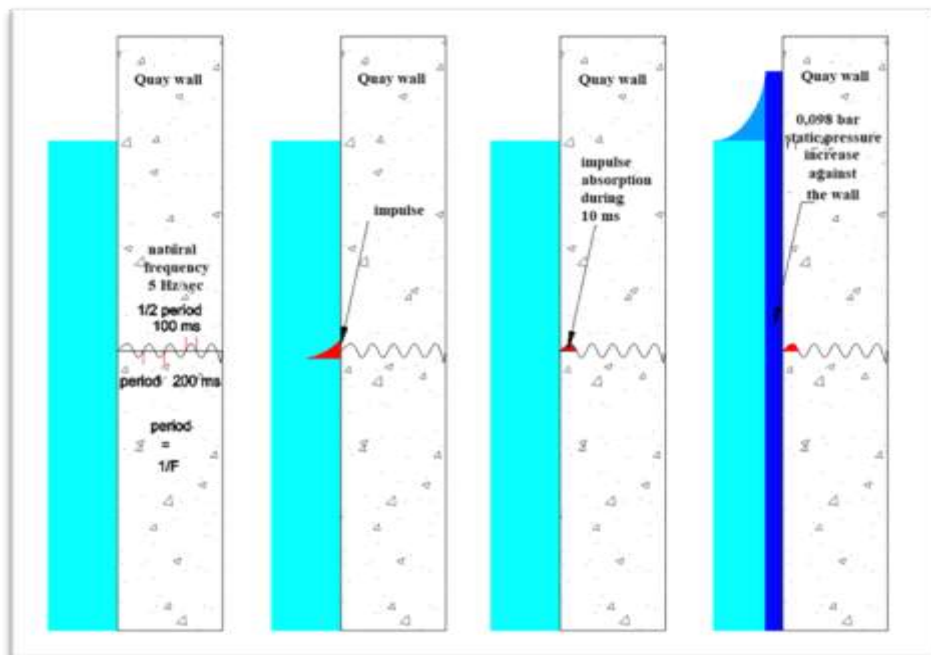 Quay wall
natural
frequency
5 Hz/sec
1/2 period
100 ms
period 200 ms
period
=
1/F
Quay wall
impulse
Quay wall
impulse
absorption
during
10 ms
Quay wall
0,098 bar
static pressure
increase
against
the wall